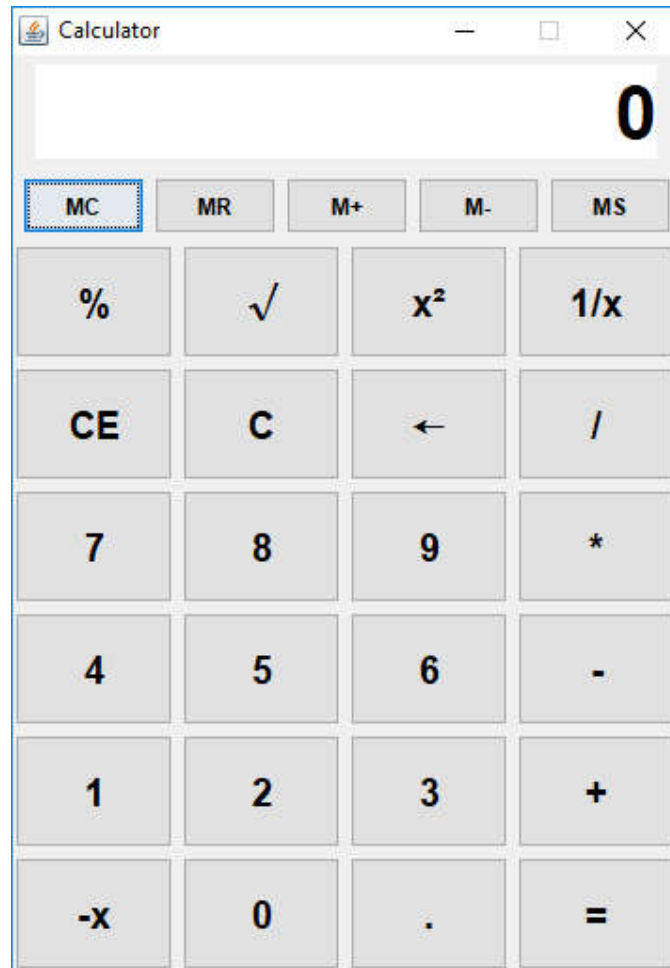 Calculator
0
MC MR M+ M- MS
% √ x² 1/x
CE C ← /
7 8 9 *
4 5 6 -
1 2 3 +
-x 0 . =